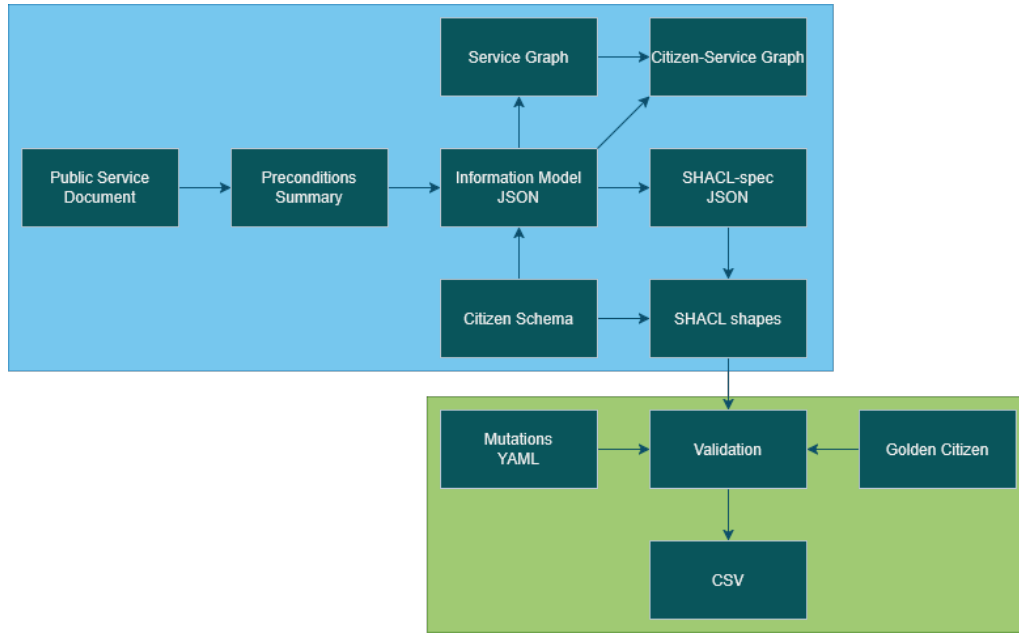 Service Graph
Citizen-Service Graph
Public Service
Document
Preconditions
Summary
Information Model
JSON
SHACL-spec
JSON
Citizen Schema
SHACL shapes
Mutations
YAML
Validation
Golden Citizen
CSV